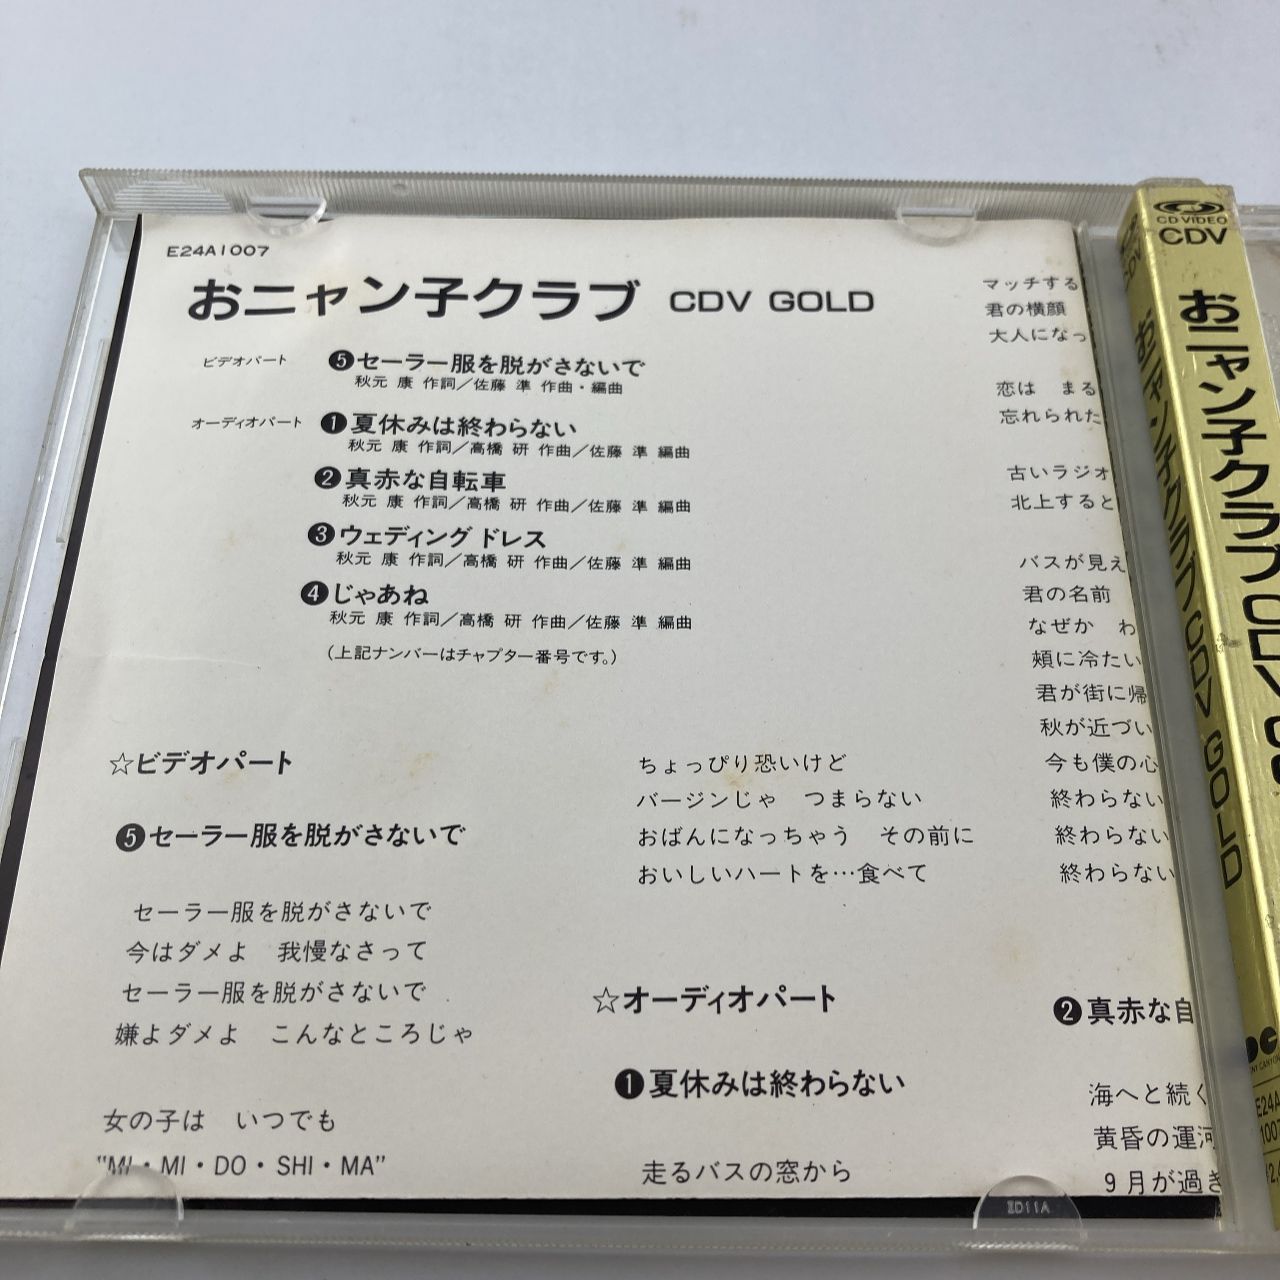 E24A1007
おニャン子クラブ CDV GOLD
ビデオパート ❺セーラー服を脱がさないで
秋元 康 作詞／佐藤 準 作曲・編曲
オーディオパート ❶夏休みは終わらない
秋元 康 作詞／高橋 研 作曲／佐藤 準 編曲
❷真赤な自転車
秋元 康 作詞／高橋 研 作曲／佐藤 準 編曲
❸ウェディング ドレス
秋元 康 作詞／高橋 研 作曲／佐藤 準 編曲
❹じゃあね
秋元 康 作詞／高橋 研 作曲／佐藤 準 編曲
（上記ナンバーはチャプター番号です。）
☆ビデオパート
❺セーラー服を脱がさないで
セーラー服を脱がさないで
今はダメよ 我慢なさって
セーラー服を脱がさないで
嫌よダメよ こんなところじゃ
女の子は いつでも
"MI・MI・DO・SHI・MA"
ちょっぴり恐いけど
バージンじゃ つまらない
おばんになっちゃう その前に
おいしいハートを…食べて
☆オーディオパート
❶夏休みは終わらない
走るバスの窓から
マッチする
君の横顔
大人になっ
恋は まる
忘れられた
古いラジオ
北上すると
バスが見え
君の名前
なぜか わ
頬に冷たい
君が街に帰
秋が近づい
今も僕の心
終わらない
終わらない
終わらない
❷真赤な自
海へと続く
黄昏の運河
9月が過ぎ
CD VIDEO
CDV
おニャン子クラブ CDV
E24A
1007
おニャン子クラブ CDV GOLD
ZD11A